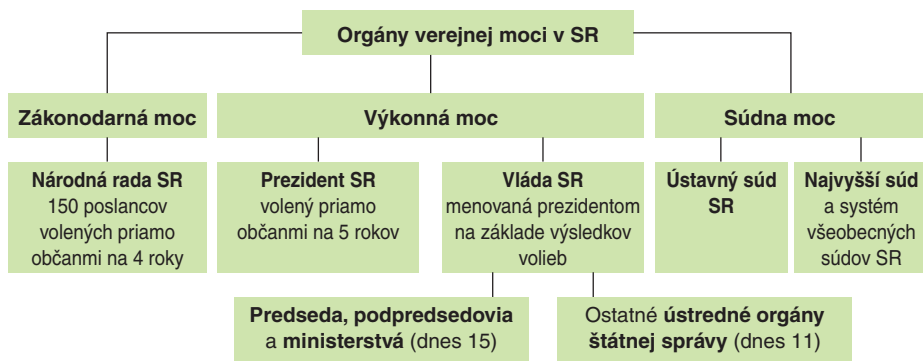 Orgány verejnej moci v SR
Zákonodarná moc
Výkonná moc
Súdna moc
Národná rada SR
150 poslancov
volených priamo
občanmi na 4 roky
Prezident SR
volený priamo
občanmi na 5 rokov
Vláda SR
menovaná prezidentom
na základe výsledkov
volieb
Ústavný súd
SR
Najvyšší súd
a systém
všeobecných
súdov SR
Predseda, podpredsedovia
a ministerstvá (dnes 15)
Ostatné ústredné orgány
štátnej správy (dnes 11)